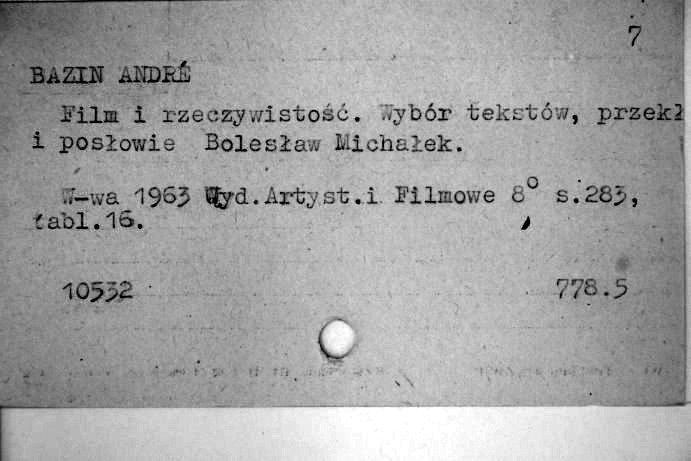 7
BAZIN ANDRÉ
Film i rzeczywistość. Wybór tekstów, przekł
i posłowie Bolesław Michałek.
W-wa 1963 Wyd.Artyst.i Filmowe 8° s.283,
tabl.16.
10532 778.5